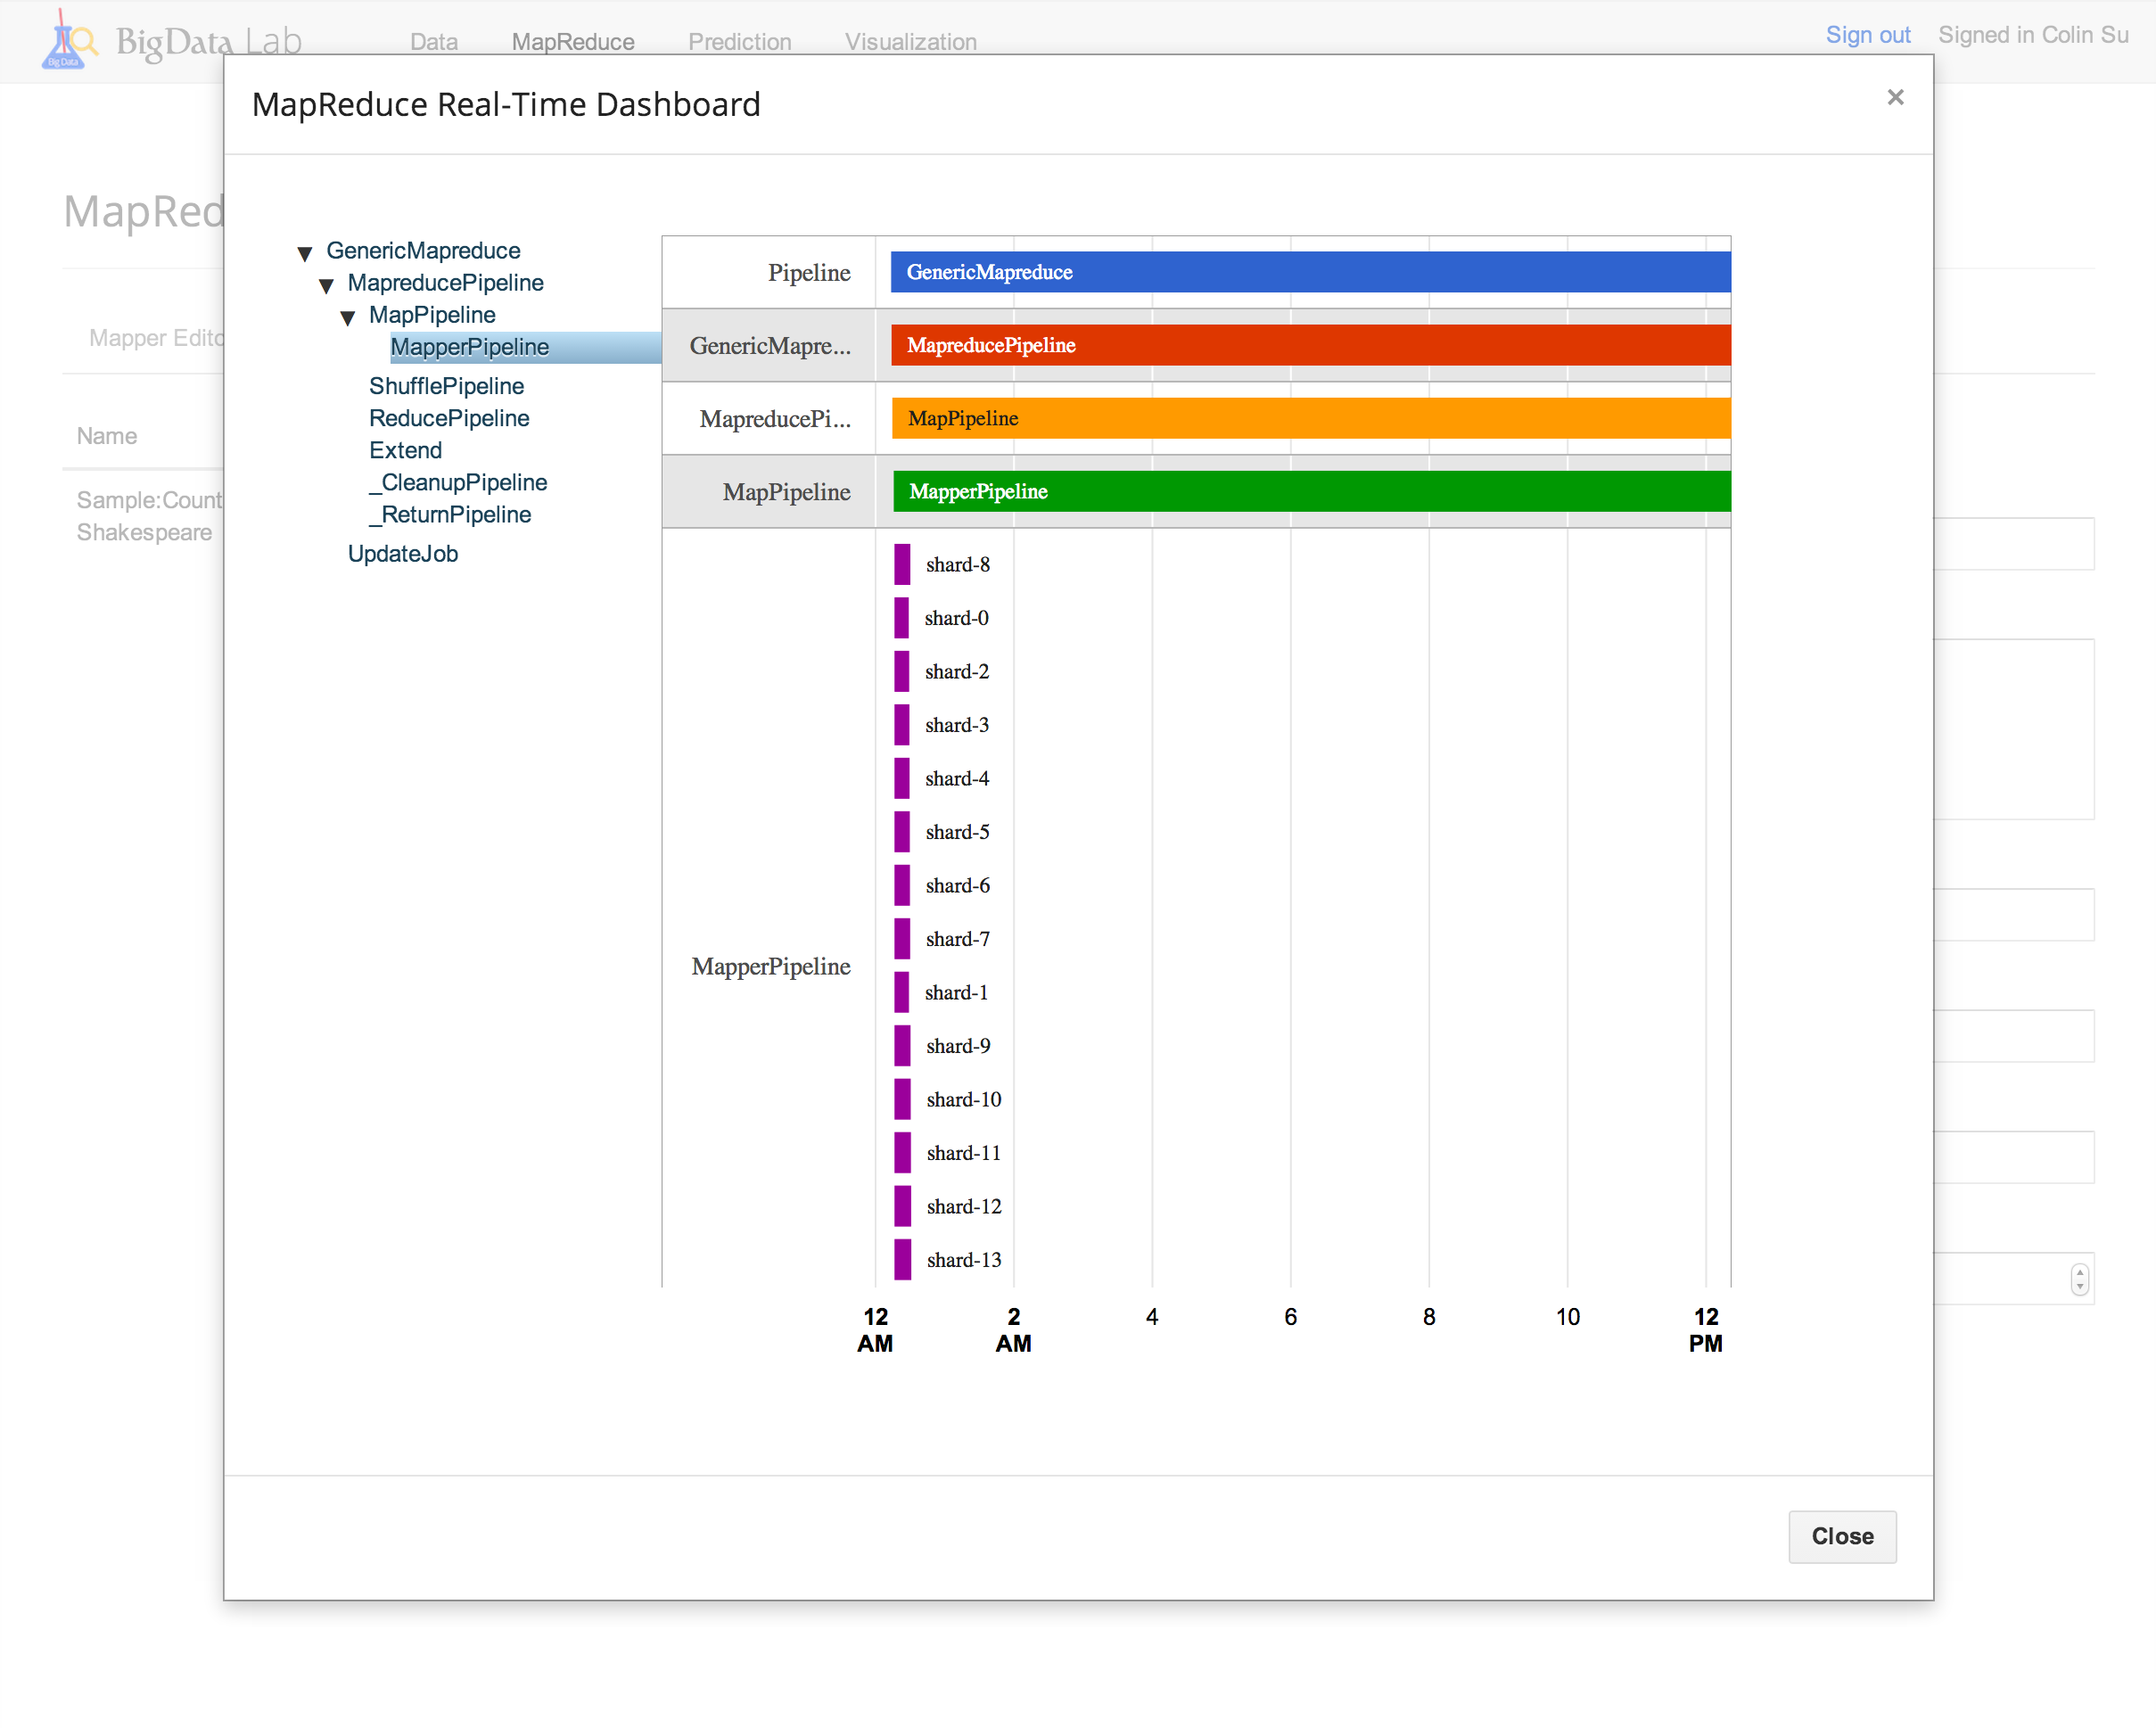 Big Data
BigData Lab
Data
MapReduce
Prediction
Visualization
Sign out
Signed in Colin Su
MapReduce Real-Time Dashboard
×
MapRed
Mapper Edito
Name
Sample:Count
Shakespeare
▼ GenericMapreduce
▼ MapreducePipeline
▼ MapPipeline
MapperPipeline
ShufflePipeline
ReducePipeline
Extend
_CleanupPipeline
_ReturnPipeline
UpdateJob
Pipeline
GenericMapreduce
GenericMapre...
MapreducePipeline
MapreducePi...
MapPipeline
MapPipeline
MapperPipeline
MapperPipeline
shard-8
shard-0
shard-2
shard-3
shard-4
shard-5
shard-6
shard-7
shard-1
shard-9
shard-10
shard-11
shard-12
shard-13
12 AM
2 AM
4
6
8
10
12 PM
Close